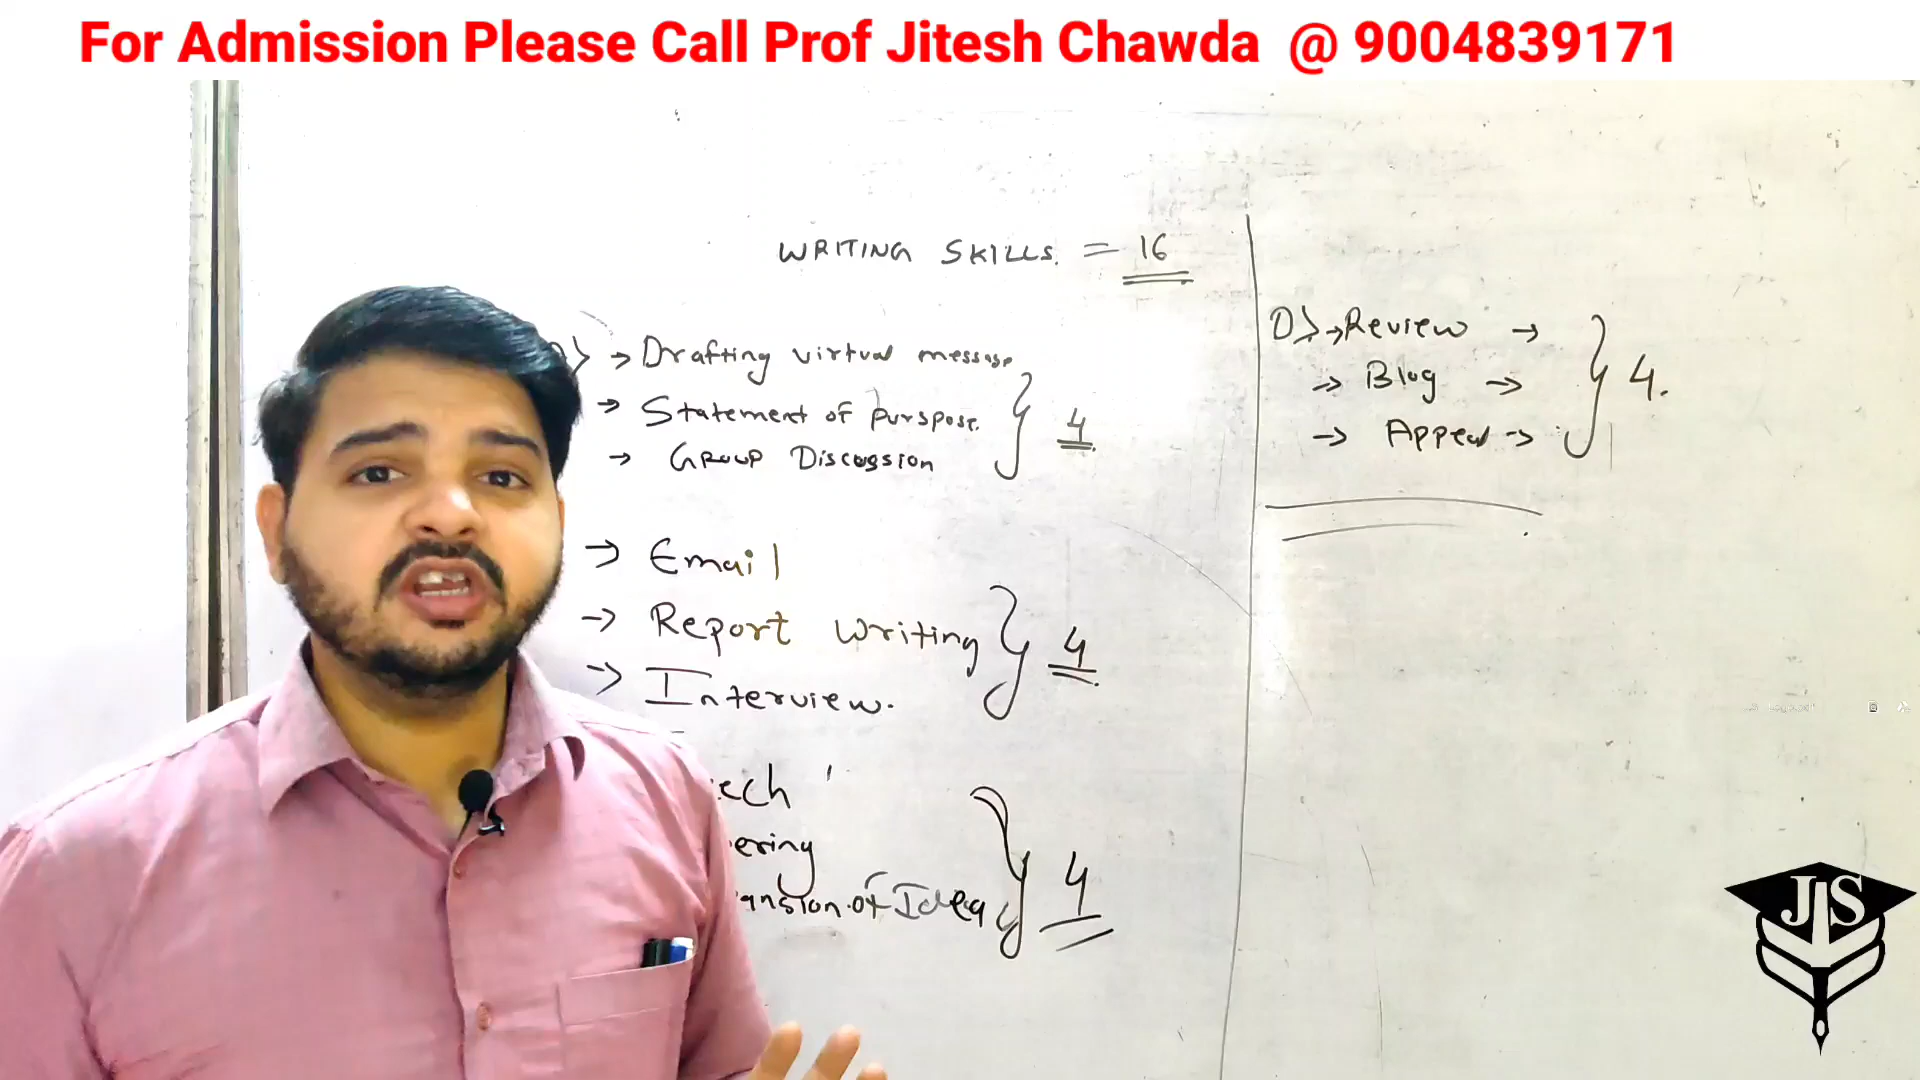 For Admission Please Call Prof Jitesh Chawda @ 9004839171
WRITING SKILLS. = 16
→ Drafting virtual message
→ Statement of purspose.
→ Group Discussion
4
→ Email
→ Report writing
→ Interview.
4
ech
ering
ansion of Idea
4
D) → Review →
→ Blog →
→ Appeal →
4.
JS